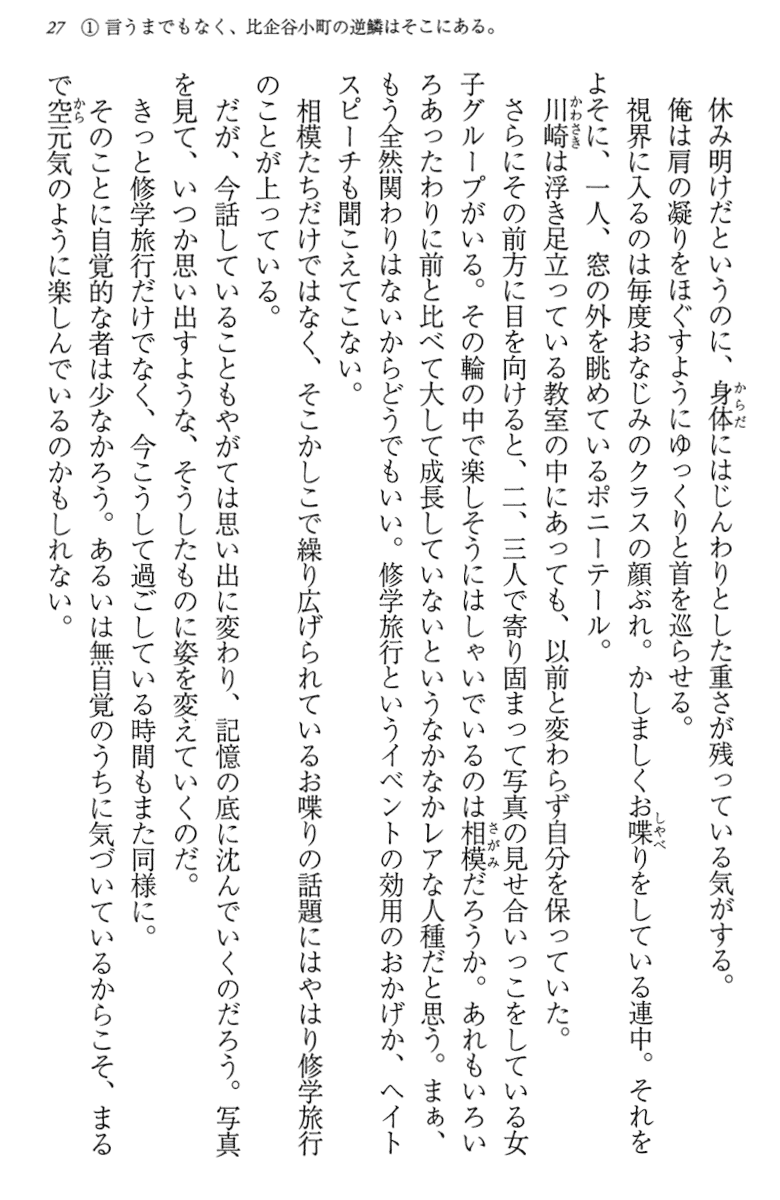 27 ① 言うまでもなく、比企谷小町の逆鱗はそこにある。
休み明けだというのに、身体にはじんわりとした重さが残っている気がする。
俺は肩の凝りをほぐすようにゆっくりと首を巡らせる。
視界に入るのは毎度おなじみのクラスの顔ぶれ。かしましくお喋りをしている連中。それを
よそに、一人、窓の外を眺めているポニーテール。
川崎は浮き足立っている教室の中にあっても、以前と変わらず自分を保っていた。
さらにその前方に目を向けると、二、三人で寄り固まって写真の見せ合いっこをしている女
子グループがいる。その輪の中で楽しそうにはしゃいでいるのは相模だろうか。あれもいろい
ろあったわりに前と比べて大して成長していないというなかなかレアな人種だと思う。まぁ、
もう全然関わりはないからどうでもいい。修学旅行というイベントの効用のおかげか、ヘイト
スピーチも聞こえてこない。
相模たちだけではなく、そこかしこで繰り広げられているお喋りの話題にはやはり修学旅行
のことが上っている。
だが、今話していることもやがては思い出に変わり、記憶の底に沈んでいくのだろう。写真
を見て、いつか思い出すような、そうしたものに姿を変えていくのだ。
きっと修学旅行だけでなく、今こうして過ごしている時間もまた同様に。
そのことに自覚的な者は少なかろう。あるいは無自覚のうちに気づいているからこそ、まる
で空元気のように楽しんでいるのかもしれない。